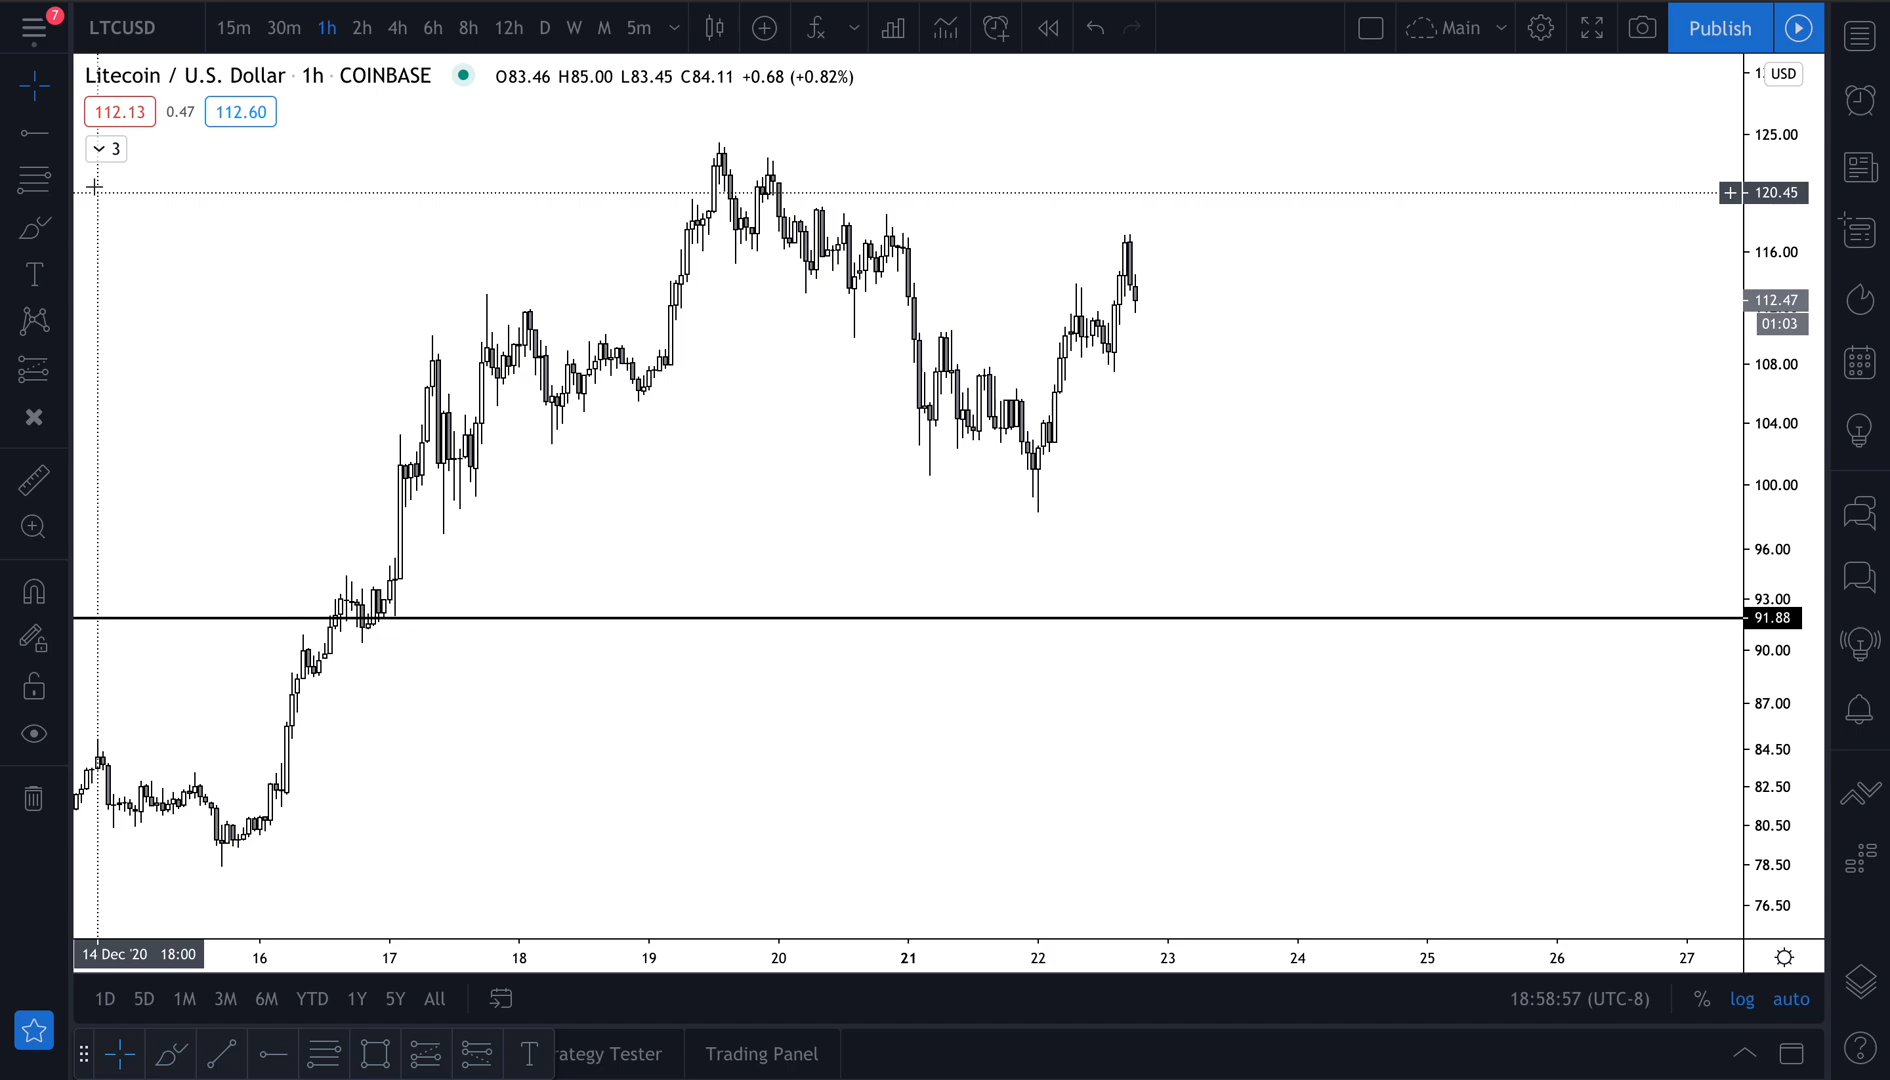 7
LTCUSD 15m 30m 1h 2h 4h 6h 8h 12h D W M 5m Main Publish
Litecoin / U.S. Dollar · 1h · COINBASE O83.46 H85.00 L83.45 C84.11 +0.68 (+0.82%)
USD
112.13 0.47 112.60
3
125.00
120.45
116.00
112.47
01:03
108.00
104.00
100.00
96.00
93.00
91.88
90.00
87.00
84.50
82.50
80.50
78.50
76.50
14 Dec '20 18:00 16 17 18 19 20 21 22 23 24 25 26 27
1D 5D 1M 3M 6M YTD 1Y 5Y All 18:58:57 (UTC-8) % log auto
T rategy Tester Trading Panel